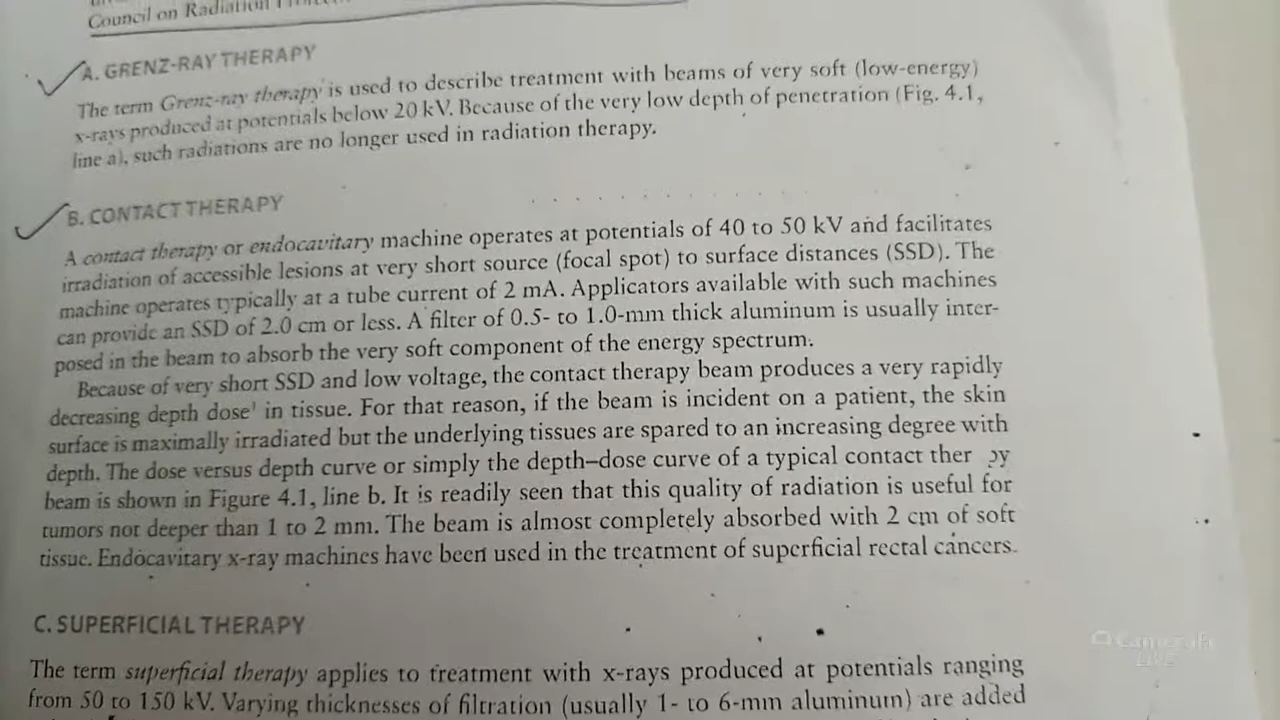 Council on Radiation
A. GRENZ-RAY THERAPY
The term Grenz-ray therapy is used to describe treatment with beams of very soft (low-energy)
x-rays produced at potentials below 20 kV. Because of the very low depth of penetration (Fig. 4.1,
line a), such radiations are no longer used in radiation therapy.
B. CONTACT THERAPY
A contact therapy or endocavitary machine operates at potentials of 40 to 50 kV and facilitates
irradiation of accessible lesions at very short source (focal spot) to surface distances (SSD). The
machine operates typically at a tube current of 2 mA. Applicators available with such machines
can provide an SSD of 2.0 cm or less. A filter of 0.5- to 1.0-mm thick aluminum is usually inter-
posed in the beam to absorb the very soft component of the energy spectrum.
Because of very short SSD and low voltage, the contact therapy beam produces a very rapidly
decreasing depth dose¹ in tissue. For that reason, if the beam is incident on a patient, the skin
surface is maximally irradiated but the underlying tissues are spared to an increasing degree with
depth. The dose versus depth curve or simply the depth–dose curve of a typical contact ther py
beam is shown in Figure 4.1, line b. It is readily seen that this quality of radiation is useful for
tumors not deeper than 1 to 2 mm. The beam is almost completely absorbed with 2 cm of soft
tissue. Endocavitary x-ray machines have been used in the treatment of superficial rectal cancers.
C. SUPERFICIAL THERAPY
The term superficial therapy applies to treatment with x-rays produced at potentials ranging
from 50 to 150 kV. Varying thicknesses of filtration (usually 1- to 6-mm aluminum) are added